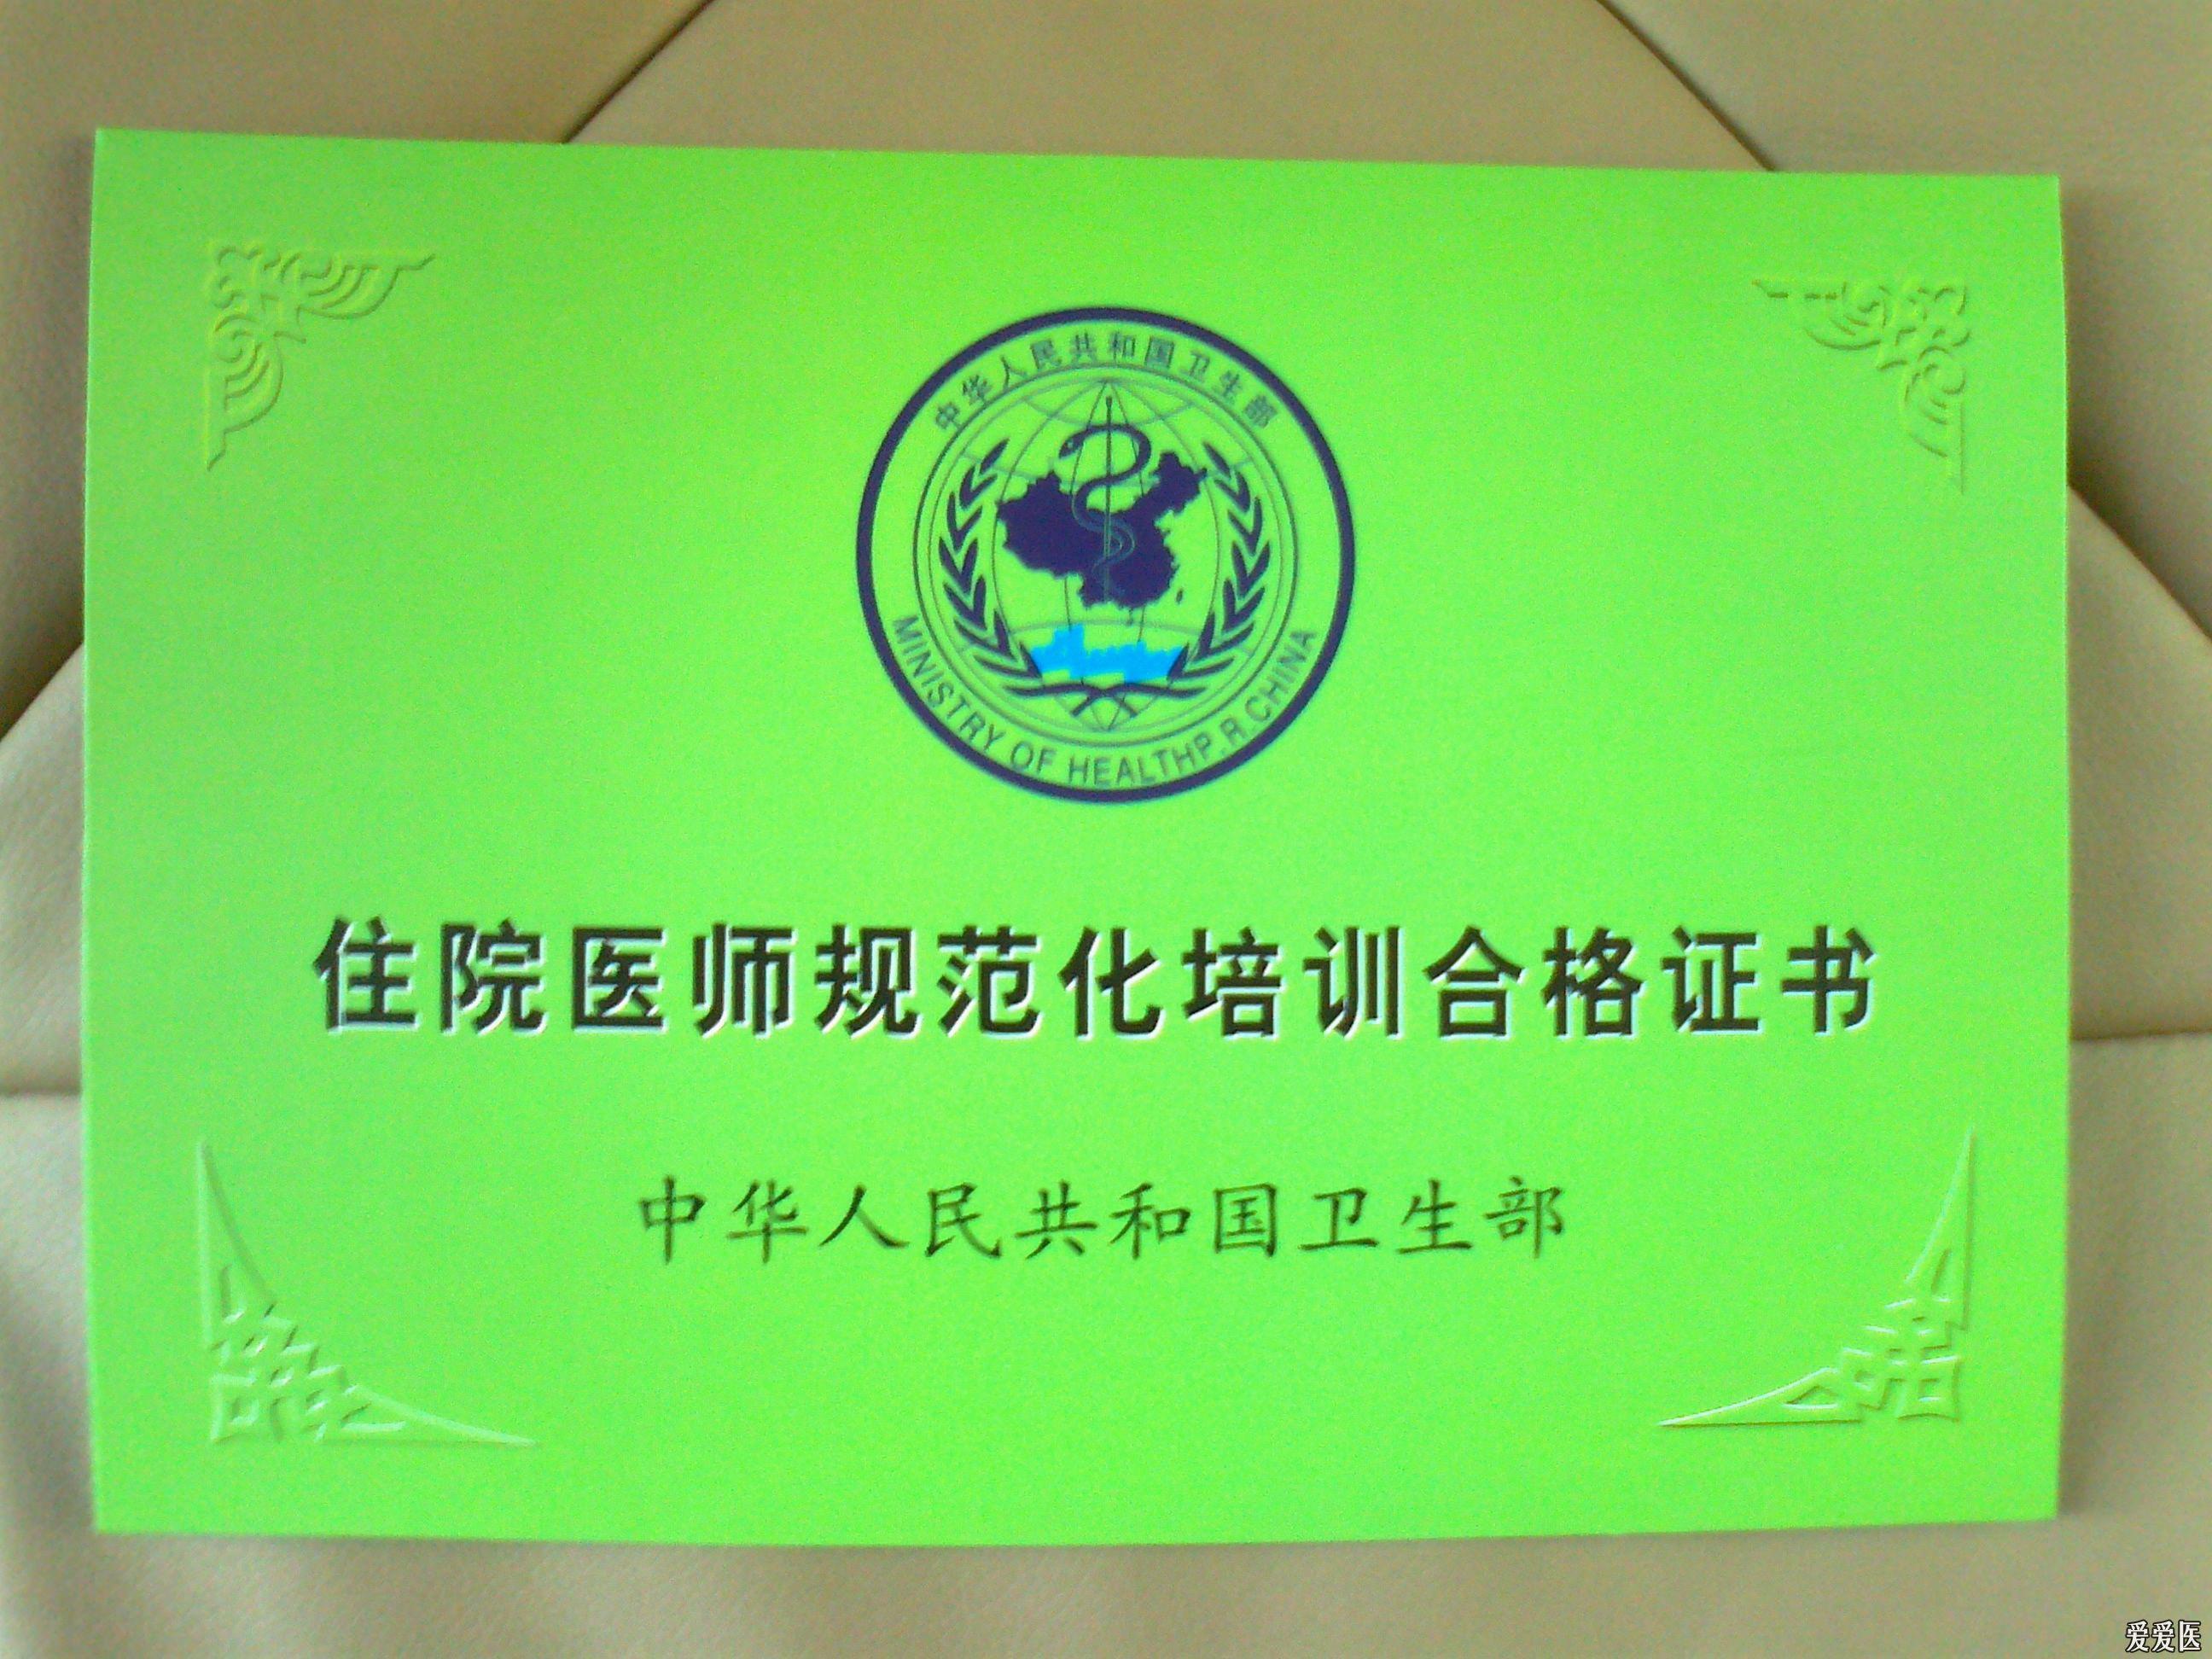 中华人民共和国卫生部
MINISTRY OF HEALTHP.R.CHINA
住院医师规范化培训合格证书
中华人民共和国卫生部
爱爱医